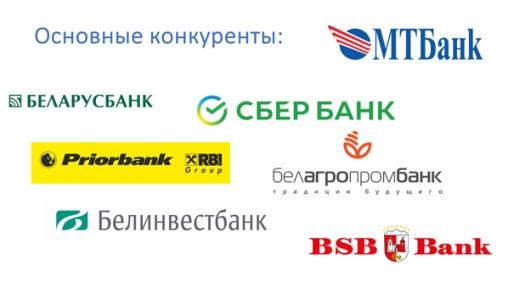 Основные конкуренты:
МТБанк
БЕЛАРУСБАНК
СБЕР БАНК
Priorbank
RBI
Group
белагропромбанк
традиции будущего
Белинвестбанк
BSB Bank